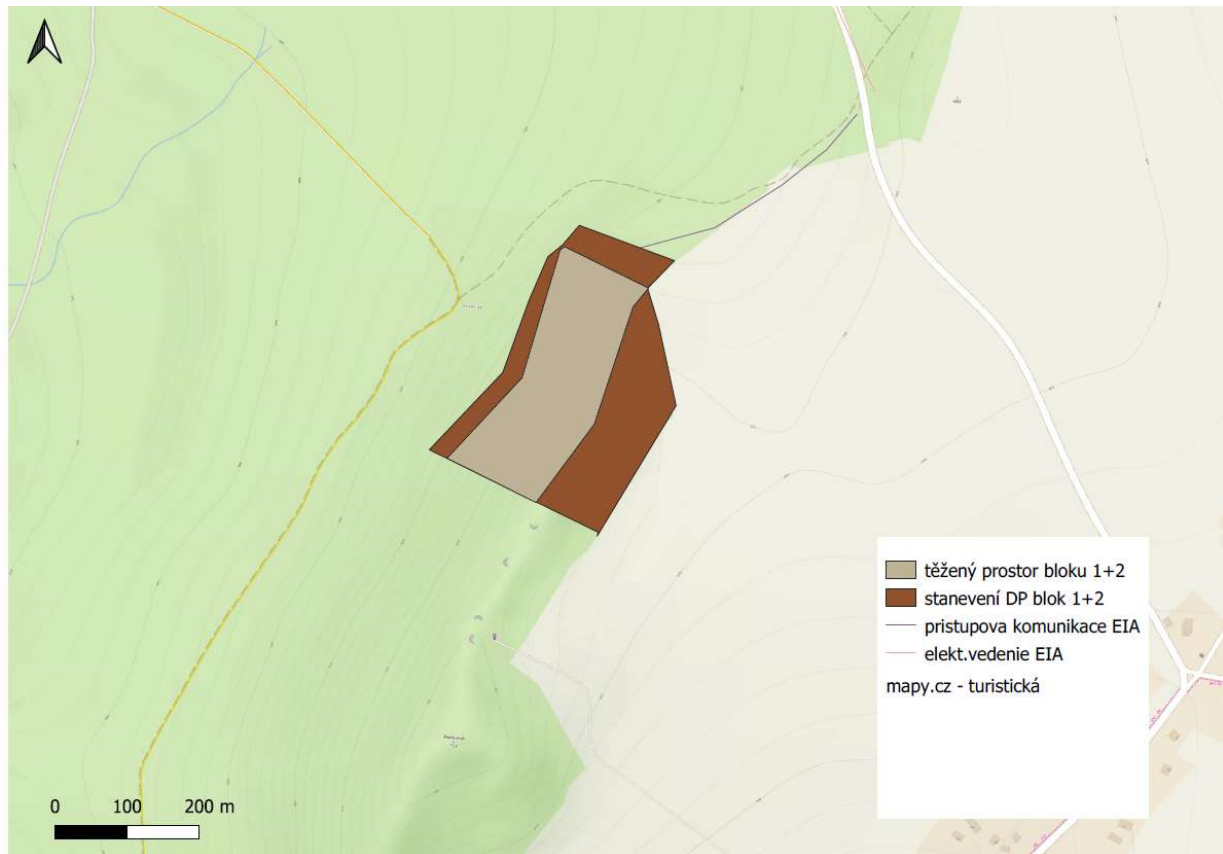 těžený prostor bloku 1+2
stanevení DP blok 1+2
pristupova komunikace EIA
elekt.vedenie EIA
mapy.cz - turistická
0 100 200 m